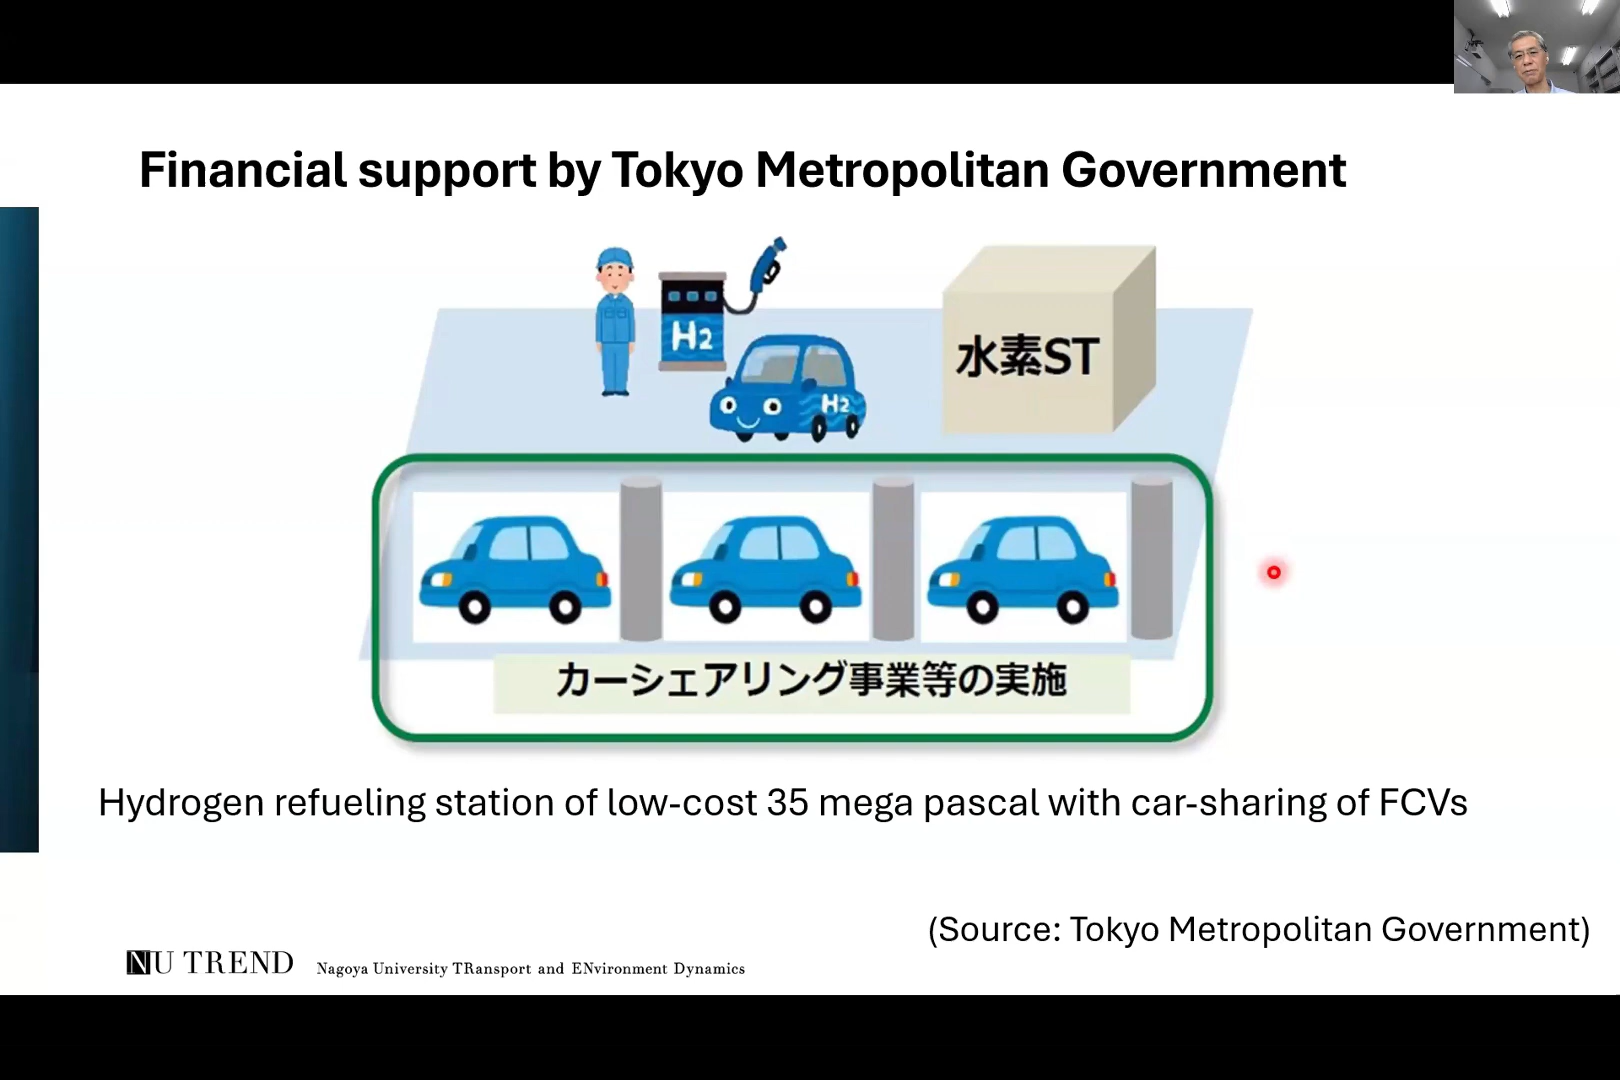 Financial support by Tokyo Metropolitan Government
H2
H2
水素ST
カーシェアリング事業等の実施
Hydrogen refueling station of low-cost 35 mega pascal with car-sharing of FCVs
(Source: Tokyo Metropolitan Government)
NU TREND Nagoya University TRansport and ENvironment Dynamics